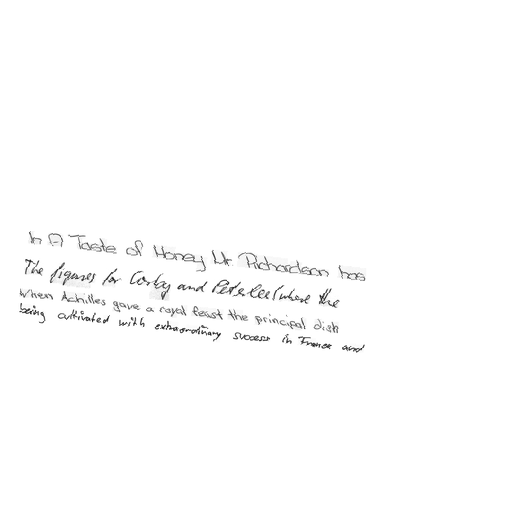 In A Taste of Honey Mr Richardson has
The figures for Corby and Peterlee (where the
When Achilles gave a royal feast the principal dish
being cultivated with extraordinary success in France and